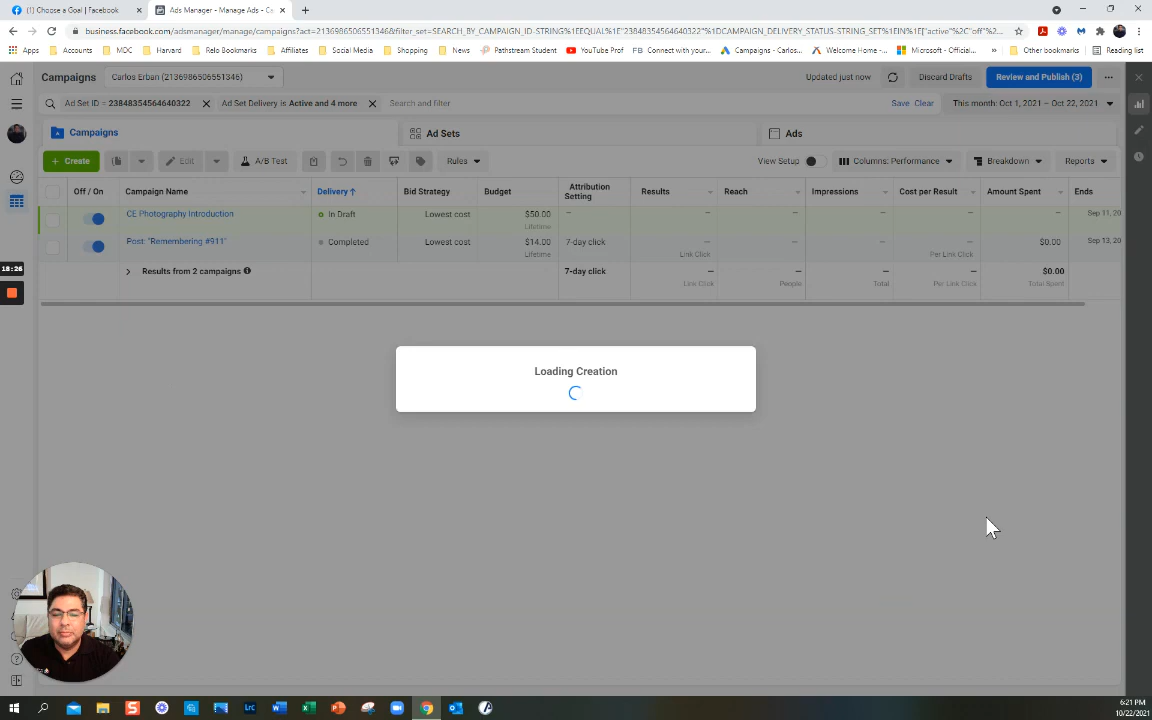 (1) Choose a Goal | Facebook
Ads Manager - Manage Ads - Ca
business.facebook.com/adsmanager/manage/campaigns?act=2136986506551346&filter_set=SEARCH_BY_CAMPAIGN_ID-STRING%1EEQUAL%1E"23848354564640322"%1DCAMPAIGN_DELIVERY_STATUS-STRING_SET%1EIN%1E["active"%2C"off"%2...
Apps Accounts MDC Harvard Relo Bookmarks Affiliates Social Media Shopping News Pathstream Student YouTube Prof FB Connect with your... Campaigns - Carlos... Welcome Home -... Microsoft - Official... » Other bookmarks Reading list
Campaigns Carlos Erban (2136986506551346) Updated just now Discard Drafts Review and Publish (3)
Ad Set ID = 23848354564640322 Ad Set Delivery is Active and 4 more Search and filter Save Clear This month: Oct 1, 2021 – Oct 22, 2021
Campaigns Ad Sets Ads
+ Create Edit A/B Test Rules View Setup Columns: Performance Breakdown Reports
Off / On Campaign Name Delivery ↑ Bid Strategy Budget Attribution Setting Results Reach Impressions Cost per Result Amount Spent Ends
CE Photography Introduction In Draft Lowest cost $50.00 – – – – – – Sep 11, 20
Lifetime
Post: "Remembering #911" Completed Lowest cost $14.00 7-day click – – – – $0.00 Sep 13, 20
Lifetime Link Click Per Link Click
Results from 2 campaigns 7-day click – – – – $0.00
Link Click People Total Per Link Click Total Spent
18:26
Loading Creation
6:21 PM
10/22/2021